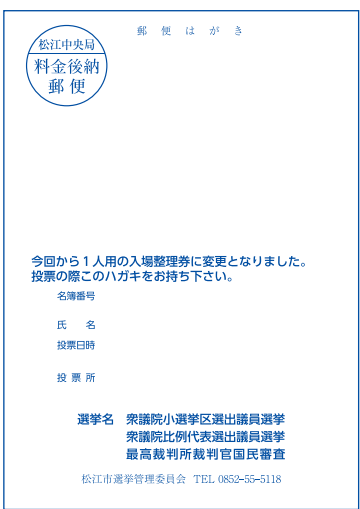 郵便はがき
松江中央局
料金後納
郵便
今回から1人用の入場整理券に変更となりました。
投票の際このハガキをお持ち下さい。
名簿番号
氏名
投票日時
投票所
選挙名 衆議院小選挙区選出議員選挙
衆議院比例代表選出議員選挙
最高裁判所裁判官国民審査
松江市選挙管理委員会 TEL 0852-55-5118